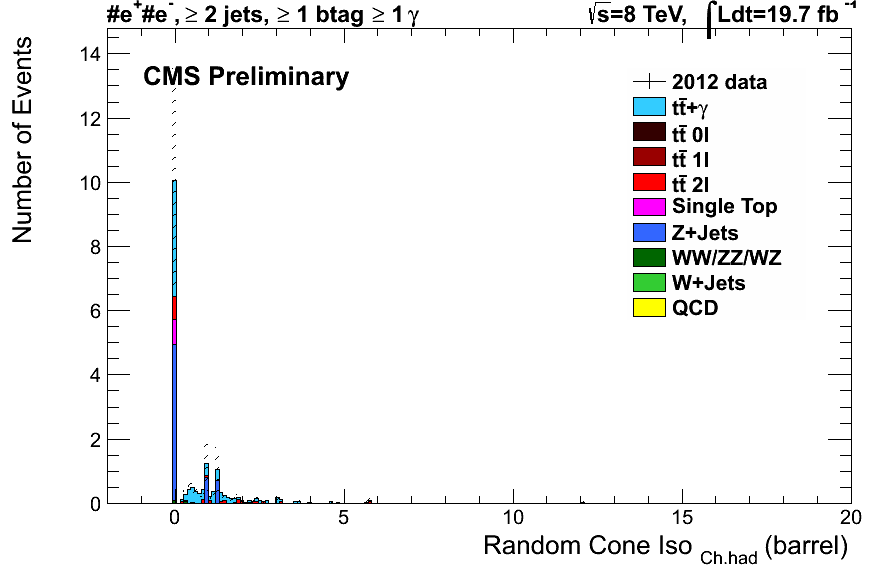 #e+#e-, ≥ 2 jets, ≥ 1 btag ≥ 1 γ
√s=8 TeV, ∫Ldt=19.7 fb-1
CMS Preliminary
2012 data
tt̄+γ
tt̄ 0l
tt̄ 1l
tt̄ 2l
Single Top
Z+Jets
WW/ZZ/WZ
W+Jets
QCD
Number of Events
14
12
10
8
6
4
2
0
0 5 10 15 20
Random Cone Iso Ch.had (barrel)